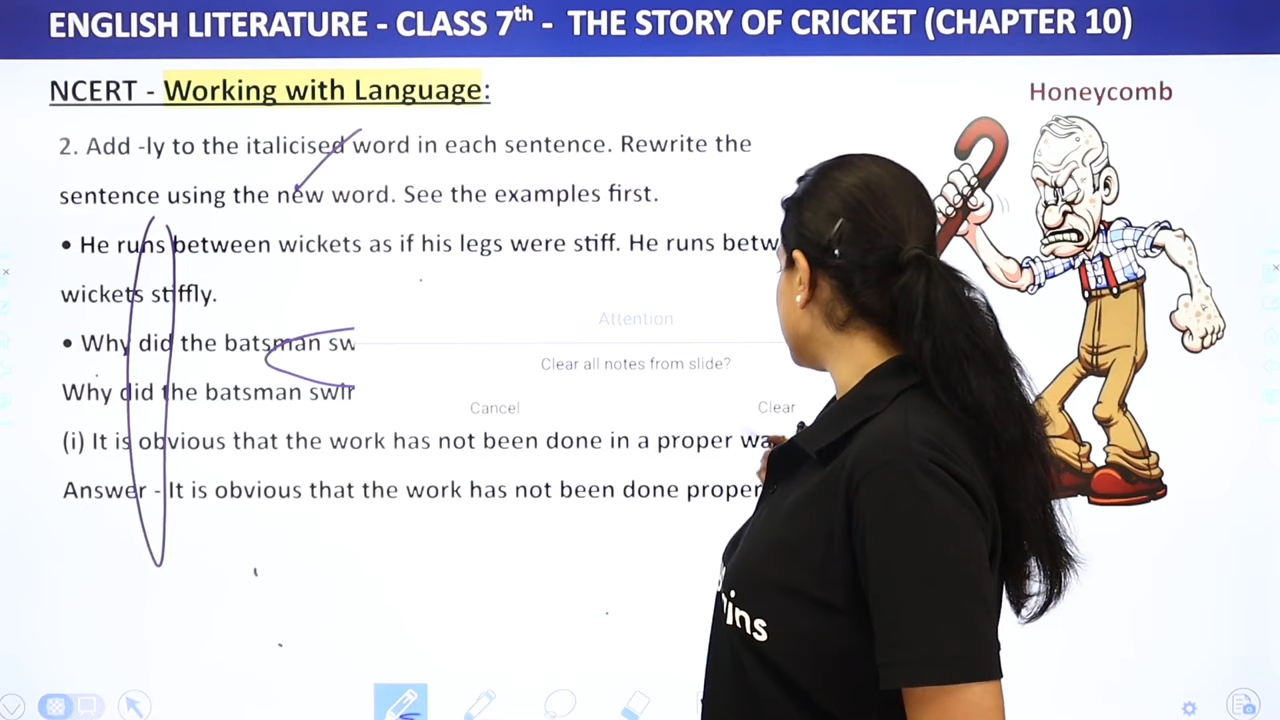 ENGLISH LITERATURE - CLASS 7th - THE STORY OF CRICKET (CHAPTER 10)
NCERT - Working with Language:
Honeycomb
2. Add -ly to the italicised word in each sentence. Rewrite the
sentence using the new word. See the examples first.
• He runs between wickets as if his legs were stiff. He runs betw
wickets stiffly.
• Why did the batsman sw
Attention
Clear all notes from slide?
Why did the batsman
Cancel Clear
(i) It is obvious that the work has not been done in a proper wa
Answer - It is obvious that the work has not been done proper
ins